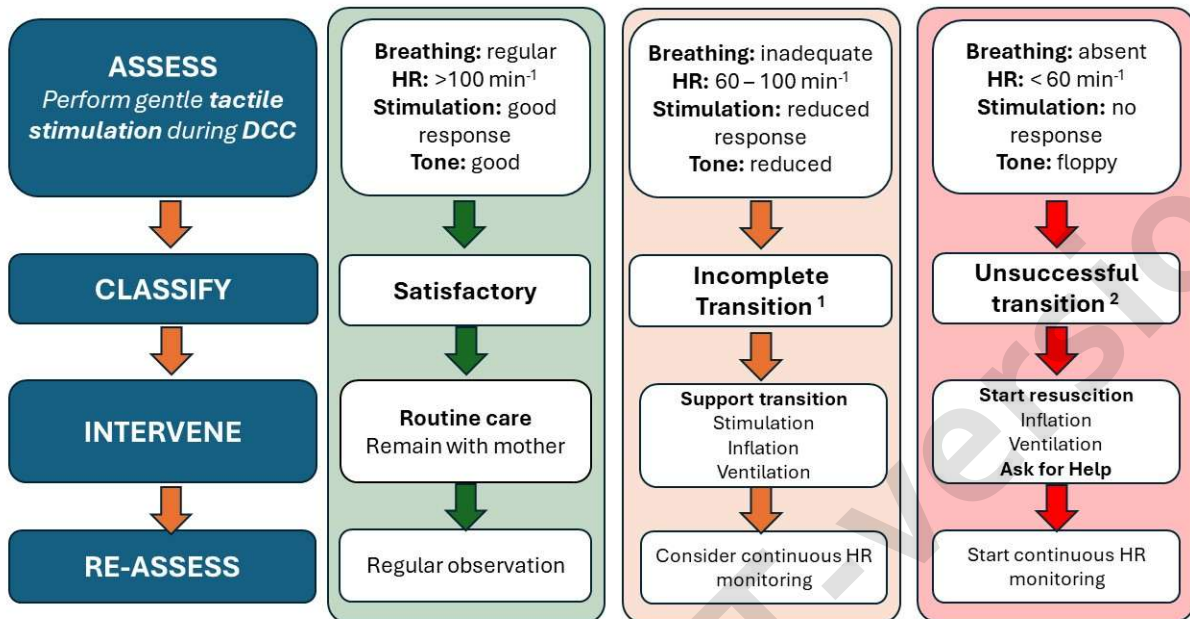 ASSESS
Perform gentle tactile
stimulation during DCC
CLASSIFY
INTERVENE
RE-ASSESS
Breathing: regular
HR: >100 min⁻¹
Stimulation: good
response
Tone: good
Satisfactory
Routine care
Remain with mother
Regular observation
Breathing: inadequate
HR: 60 – 100 min⁻¹
Stimulation: reduced
response
Tone: reduced
Incomplete
Transition ¹
Support transition
Stimulation
Inflation
Ventilation
Consider continuous HR
monitoring
Breathing: absent
HR: < 60 min⁻¹
Stimulation: no
response
Tone: floppy
Unsuccessful
transition ²
Start resuscition
Inflation
Ventilation
Ask for Help
Start continuous HR
monitoring
T-versio